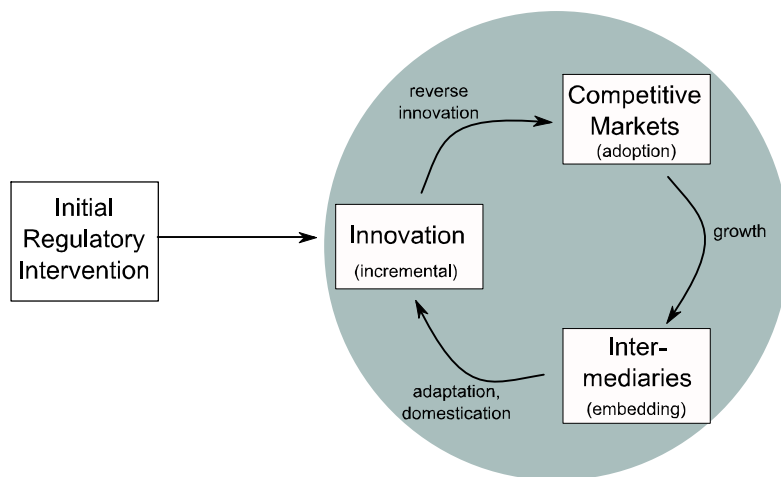 Initial
Regulatory
Intervention
reverse
innovation
Competitive
Markets
(adoption)
Innovation
(incremental)
growth
Inter-
mediaries
(embedding)
adaptation,
domestication